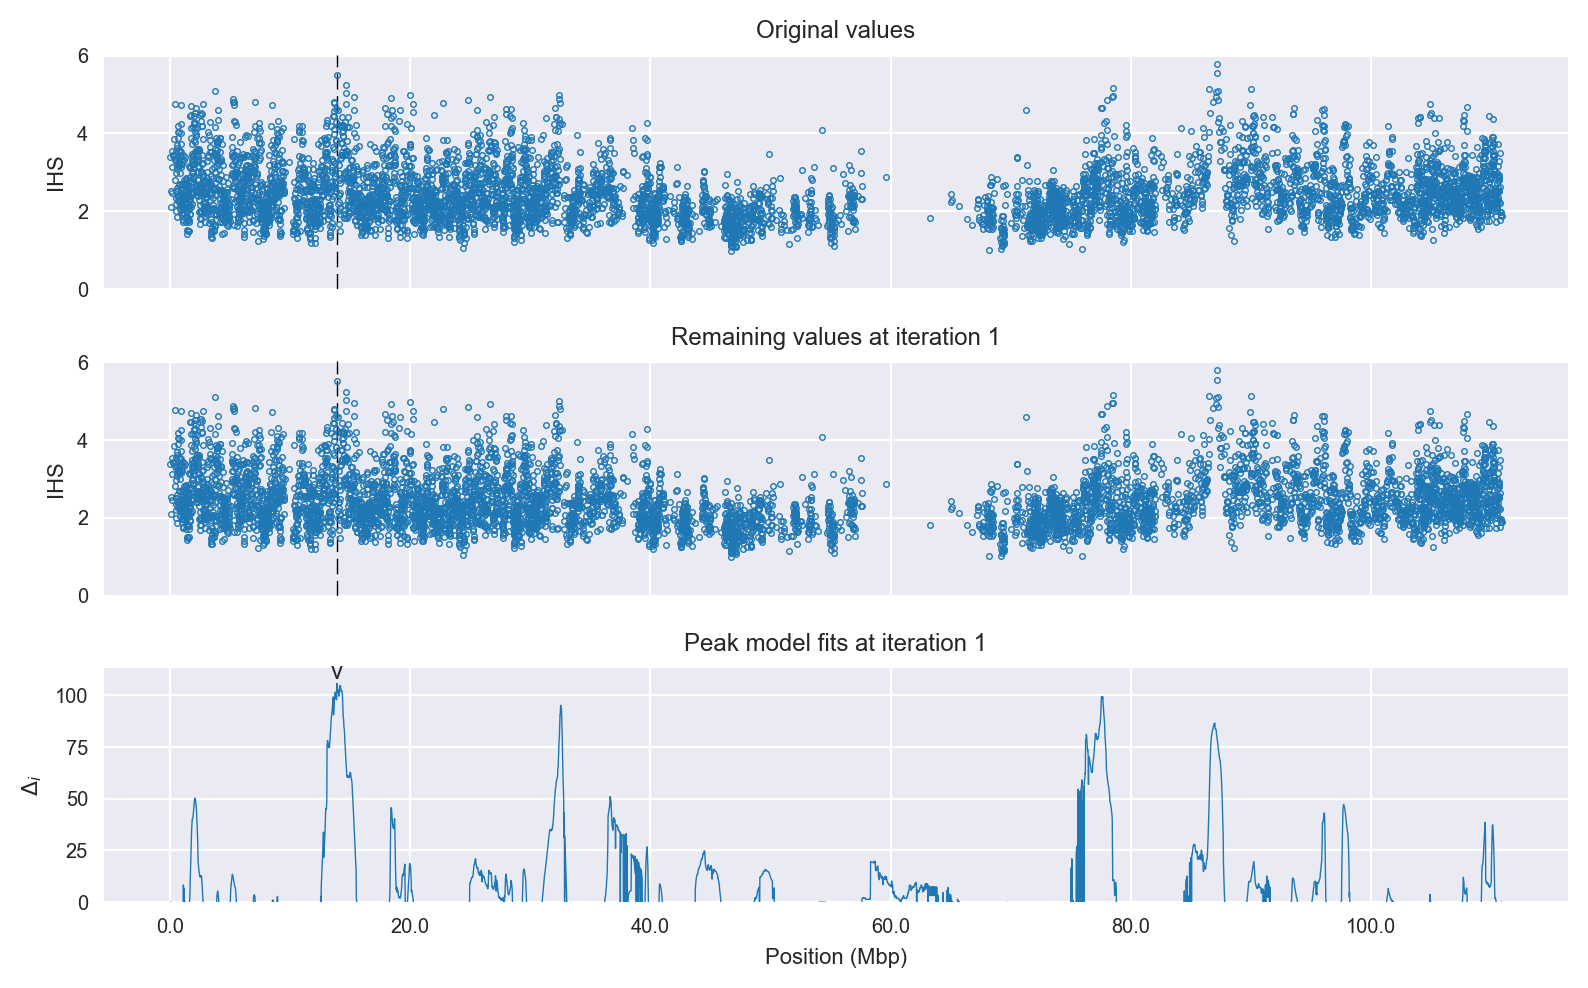 Original values
6
4
2
0
IHS
Remaining values at iteration 1
6
4
2
0
IHS
Peak model fits at iteration 1
v
100
75
50
25
0
Δi
0.0 20.0 40.0 60.0 80.0 100.0
Position (Mbp)